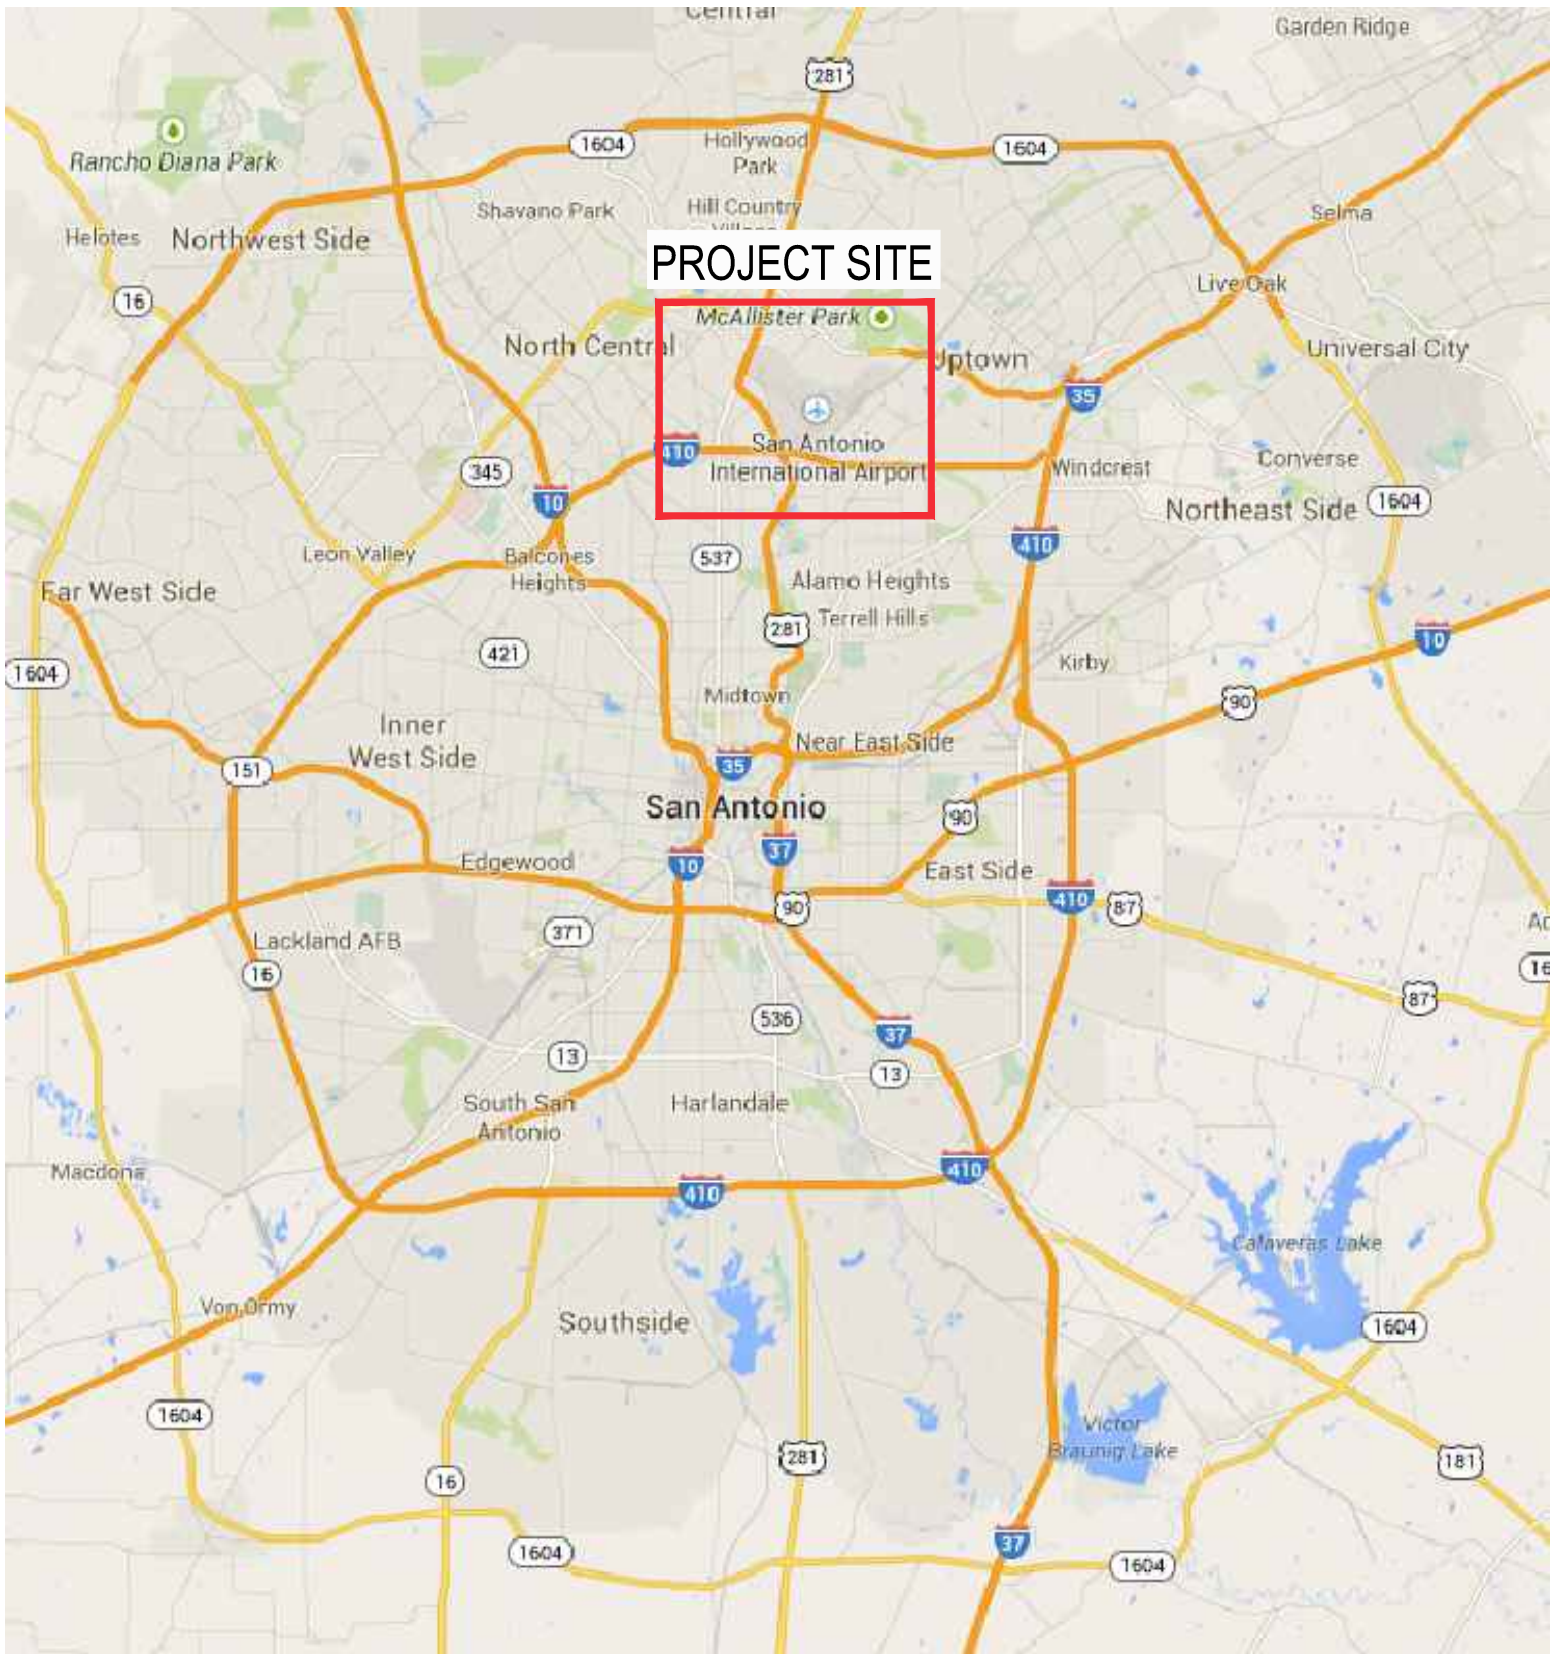 Central
Garden Ridge
281
1604
Hollywood
Park
1604
Rancho Diana Park
Shavano Park
Hill Country
Selma
Helotes
Northwest Side
PROJECT SITE
Live Oak
16
McAllister Park
North Central
Uptown
Universal City
35
410
San Antonio
International Airport
345
Windcrest
Converse
10
Northeast Side
1604
Leon Valley
Balcones
Heights
537
410
Far West Side
Alamo Heights
281
Terrell Hills
10
421
Kirby
1604
Midtown
90
Inner
West Side
Near East Side
151
35
San Antonio
90
37
Edgewood
10
East Side
410
90
87
371
Lackland AFB
16
16
87
536
37
13
13
South San
Antonio
Harlandale
Macdona
410
410
Calaveras Lake
Von Ormy
Southside
1604
1604
Victor
Braunig Lake
281
181
16
37
1604
1604